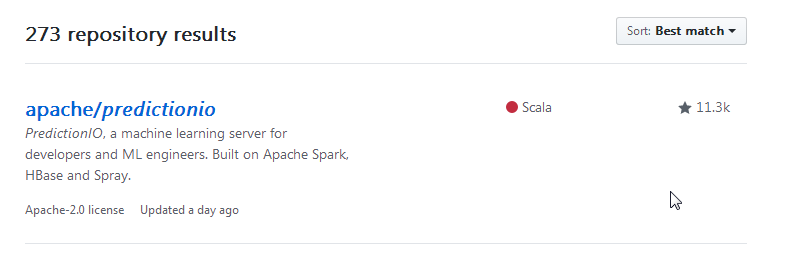 273 repository results
Sort: Best match
apache/predictionio
Scala
11.3k
PredictionIO, a machine learning server for
developers and ML engineers. Built on Apache Spark,
HBase and Spray.
Apache-2.0 license Updated a day ago